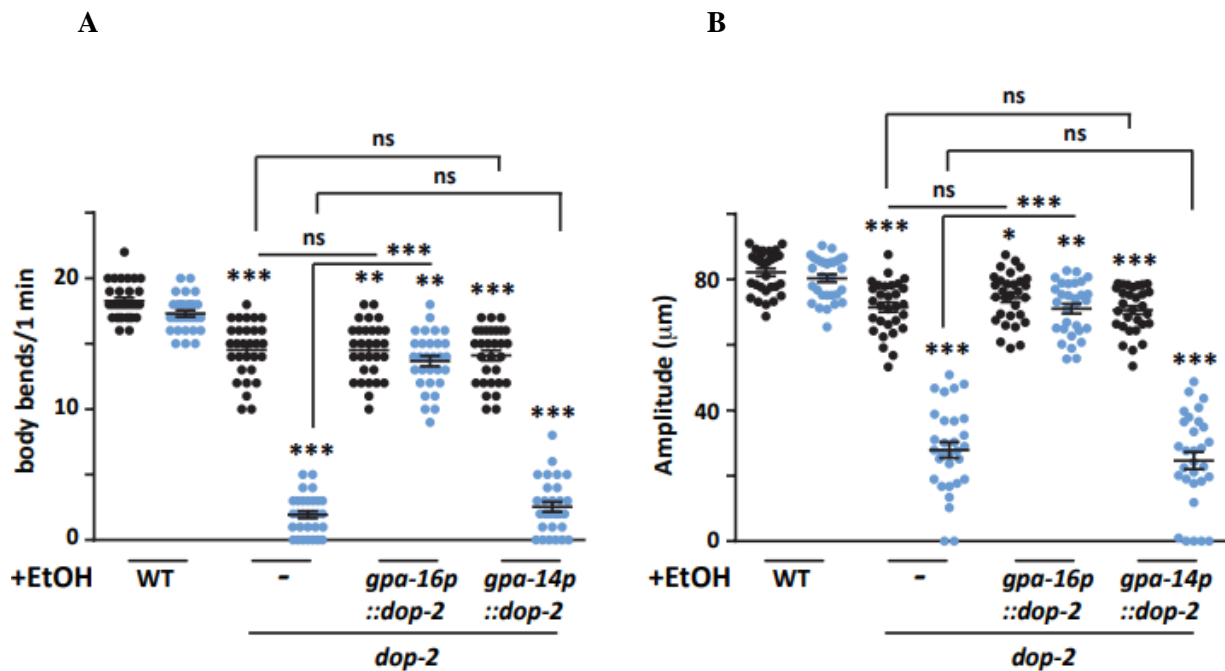 A
B
ns
ns
ns
***
***
***
**
**
***
***
body bends/1 min
20
10
0
+EtOH
WT
-
gpa-16p
::dop-2
gpa-14p
::dop-2
dop-2
ns
ns
ns
***
***
***
*
**
***
***
Amplitude (µm)
80
40
0
+EtOH
WT
-
gpa-16p
::dop-2
gpa-14p
::dop-2
dop-2